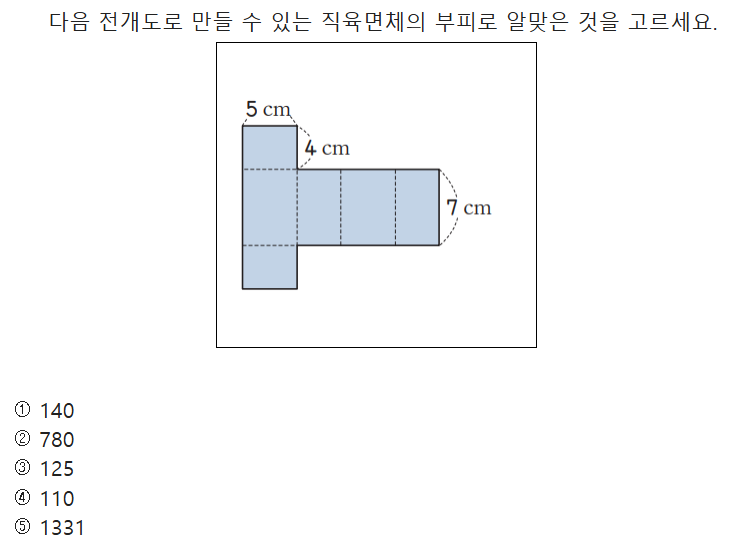 다음 전개도로 만들 수 있는 직육면체의 부피로 알맞은 것을 고르세요.
5 cm
4 cm
7 cm
① 140
② 780
③ 125
④ 110
⑤ 1331